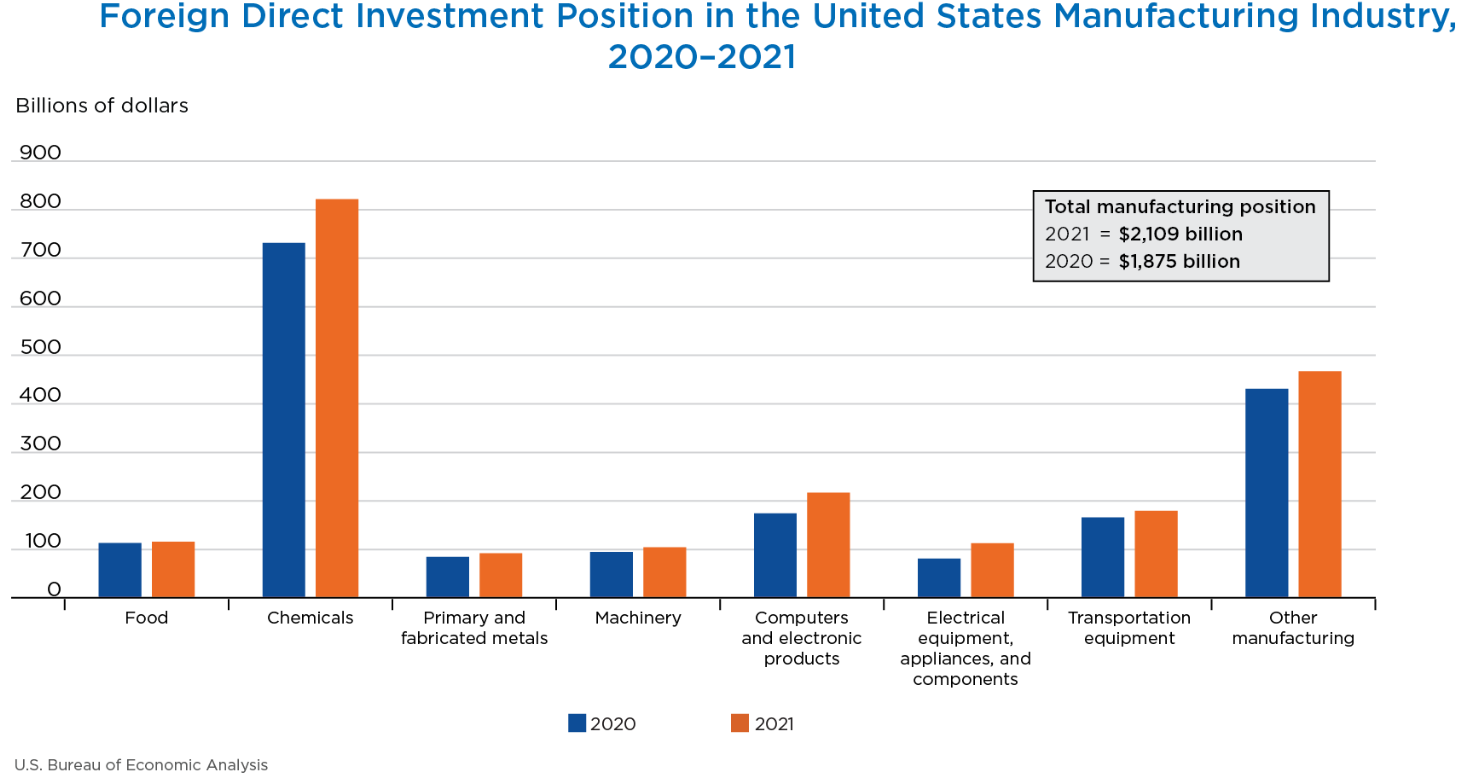 Foreign Direct Investment Position in the United States Manufacturing Industry,
2020–2021
Billions of dollars
900
800
700
600
500
400
300
200
100
0
Total manufacturing position
2021 = $2,109 billion
2020 = $1,875 billion
Food
Chemicals
Primary and
fabricated metals
Machinery
Computers
and electronic
products
Electrical
equipment,
appliances, and
components
Transportation
equipment
Other
manufacturing
2020
2021
U.S. Bureau of Economic Analysis